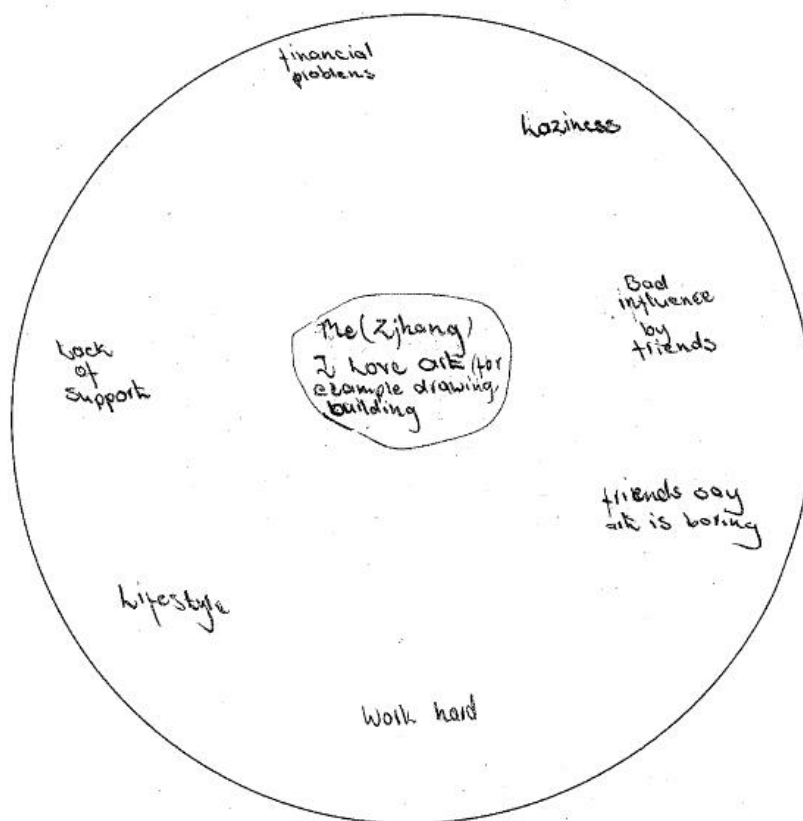 financial
problems
Laziness
Bad
influence
by
friends
Me (Zjhang)
I Love art (for
example drawing,
building
Lack
of
Support
friends say
art is boring
Lifestyle
Work hard